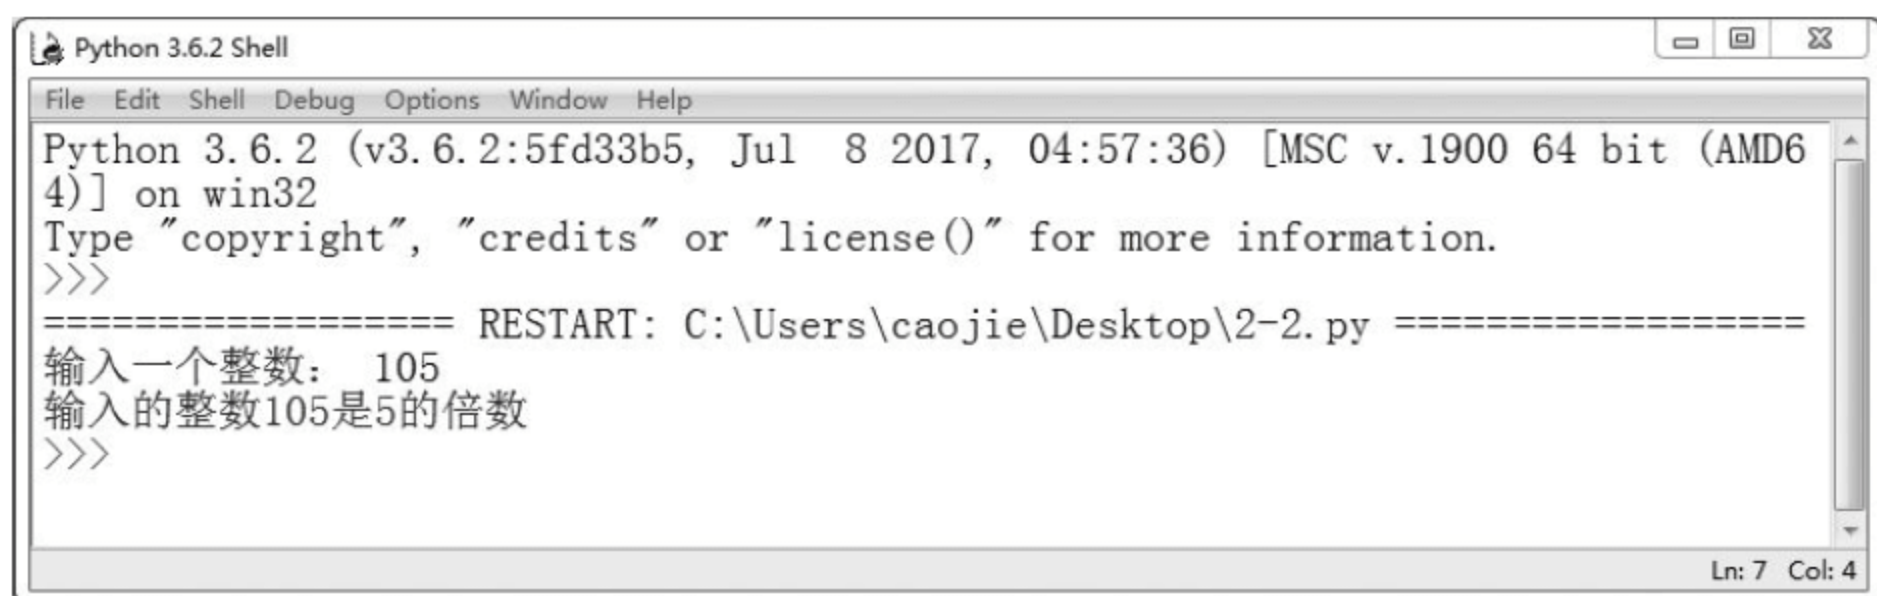 Python 3.6.2 Shell
File Edit Shell Debug Options Window Help
Python 3.6.2 (v3.6.2:5fd33b5, Jul  8 2017, 04:57:36) [MSC v.1900 64 bit (AMD6
4)] on win32
Type "copyright", "credits" or "license()" for more information.
>>>
================== RESTART: C:\Users\caojie\Desktop\2-2.py ==================
输入一个整数： 105
输入的整数105是5的倍数
>>>
Ln: 7 Col: 4